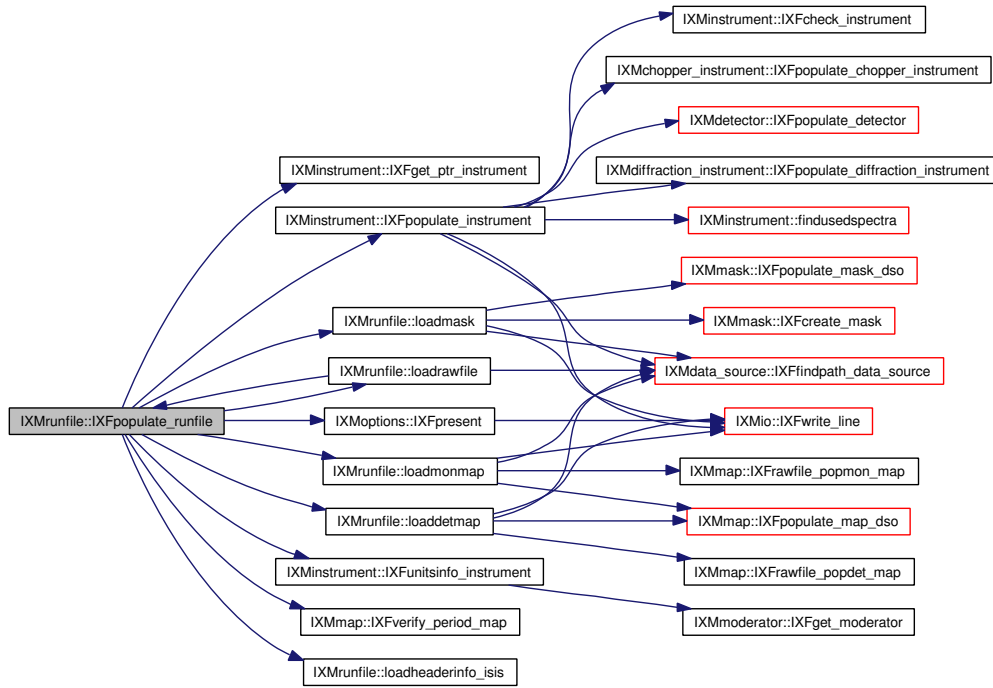 IXMrunfile::IXFpopulate_runfile
IXMinstrument::IXFget_ptr_instrument
IXMinstrument::IXFpopulate_instrument
IXMrunfile::loadmask
IXMrunfile::loadrawfile
IXMoptions::IXFpresent
IXMrunfile::loadmonmap
IXMrunfile::loaddetmap
IXMinstrument::IXFunitsinfo_instrument
IXMmap::IXFverify_period_map
IXMrunfile::loadheaderinfo_isis
IXMinstrument::IXFcheck_instrument
IXMchopper_instrument::IXFpopulate_chopper_instrument
IXMdetector::IXFpopulate_detector
IXMdiffraction_instrument::IXFpopulate_diffraction_instrument
IXMinstrument::findusedspectra
IXMmask::IXFpopulate_mask_dso
IXMmask::IXFcreate_mask
IXMdata_source::IXFfindpath_data_source
IXMio::IXFwrite_line
IXMmap::IXFrawfile_popmon_map
IXMmap::IXFpopulate_map_dso
IXMmap::IXFrawfile_popdet_map
IXMmoderator::IXFget_moderator